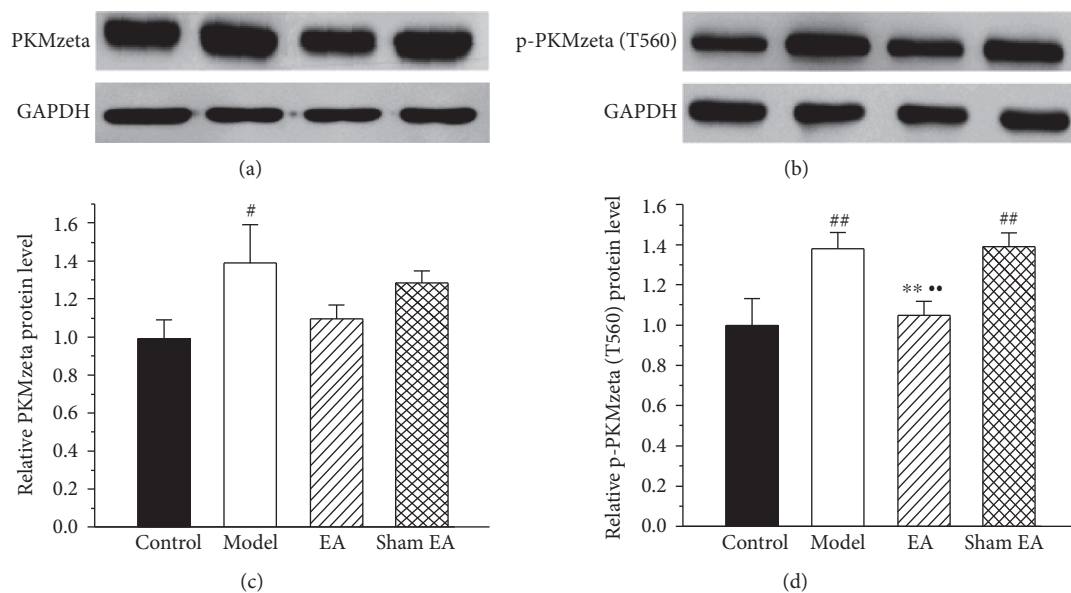 PKMzeta
GAPDH
(a)
p-PKMzeta (T560)
GAPDH
(b)
Relative PKMzeta protein level
1.6
1.4
1.2
1.0
0.8
0.6
0.4
0.2
0.0
#
Control Model EA Sham EA
(c)
Relative p-PKMzeta (T560) protein level
1.6
1.4
1.2
1.0
0.8
0.6
0.4
0.2
0.0
##
** ••
##
Control Model EA Sham EA
(d)